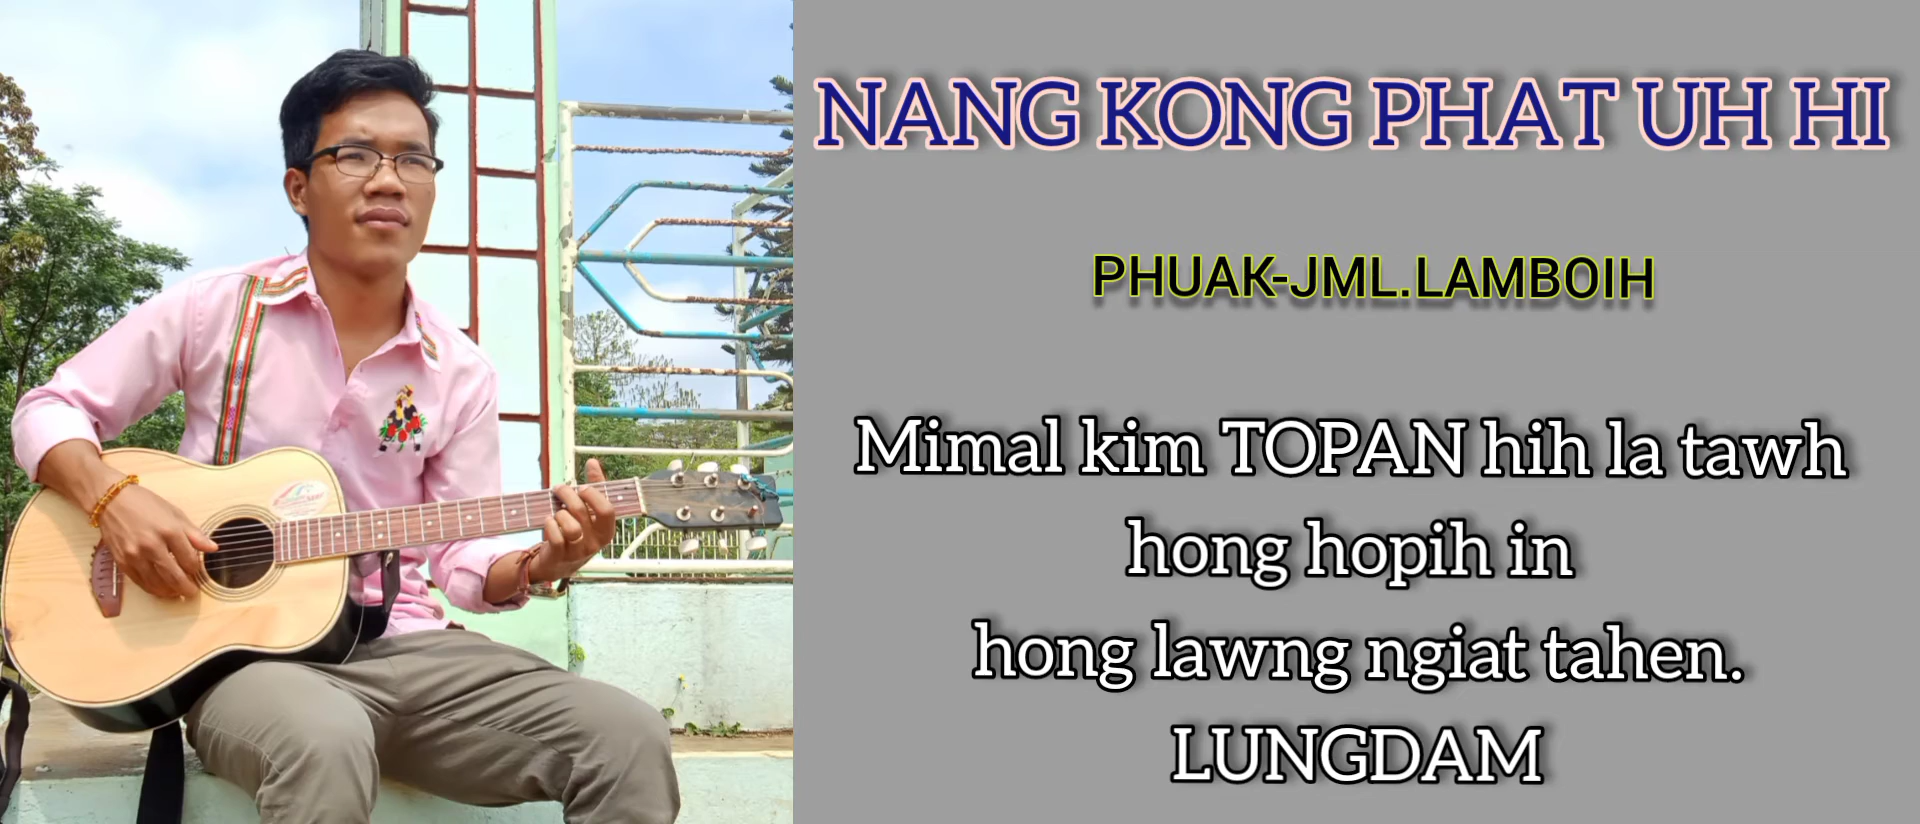 NANG KONG PHAT UH HI
PHUAK-JML.LAMBOIH
Mimal kim TOPAN hih la tawh
hong hopih in
hong lawng ngiat tahen.
LUNGDAM